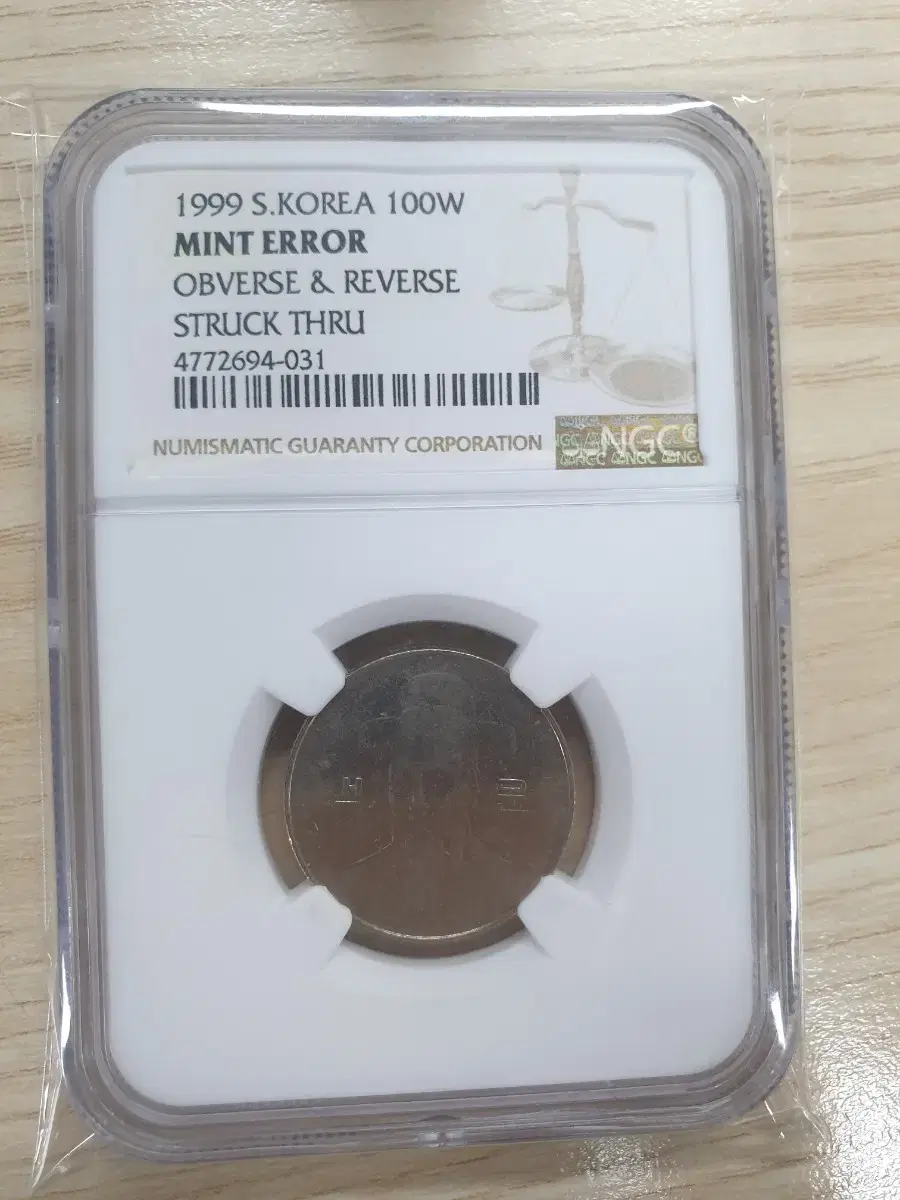 1999 S.KOREA 100W
MINT ERROR
OBVERSE & REVERSE
STRUCK THRU
4772694-031
NUMISMATIC GUARANTY CORPORATION
NGC®